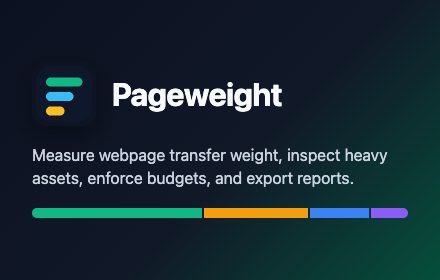 Pageweight
Measure webpage transfer weight, inspect heavy
assets, enforce budgets, and export reports.